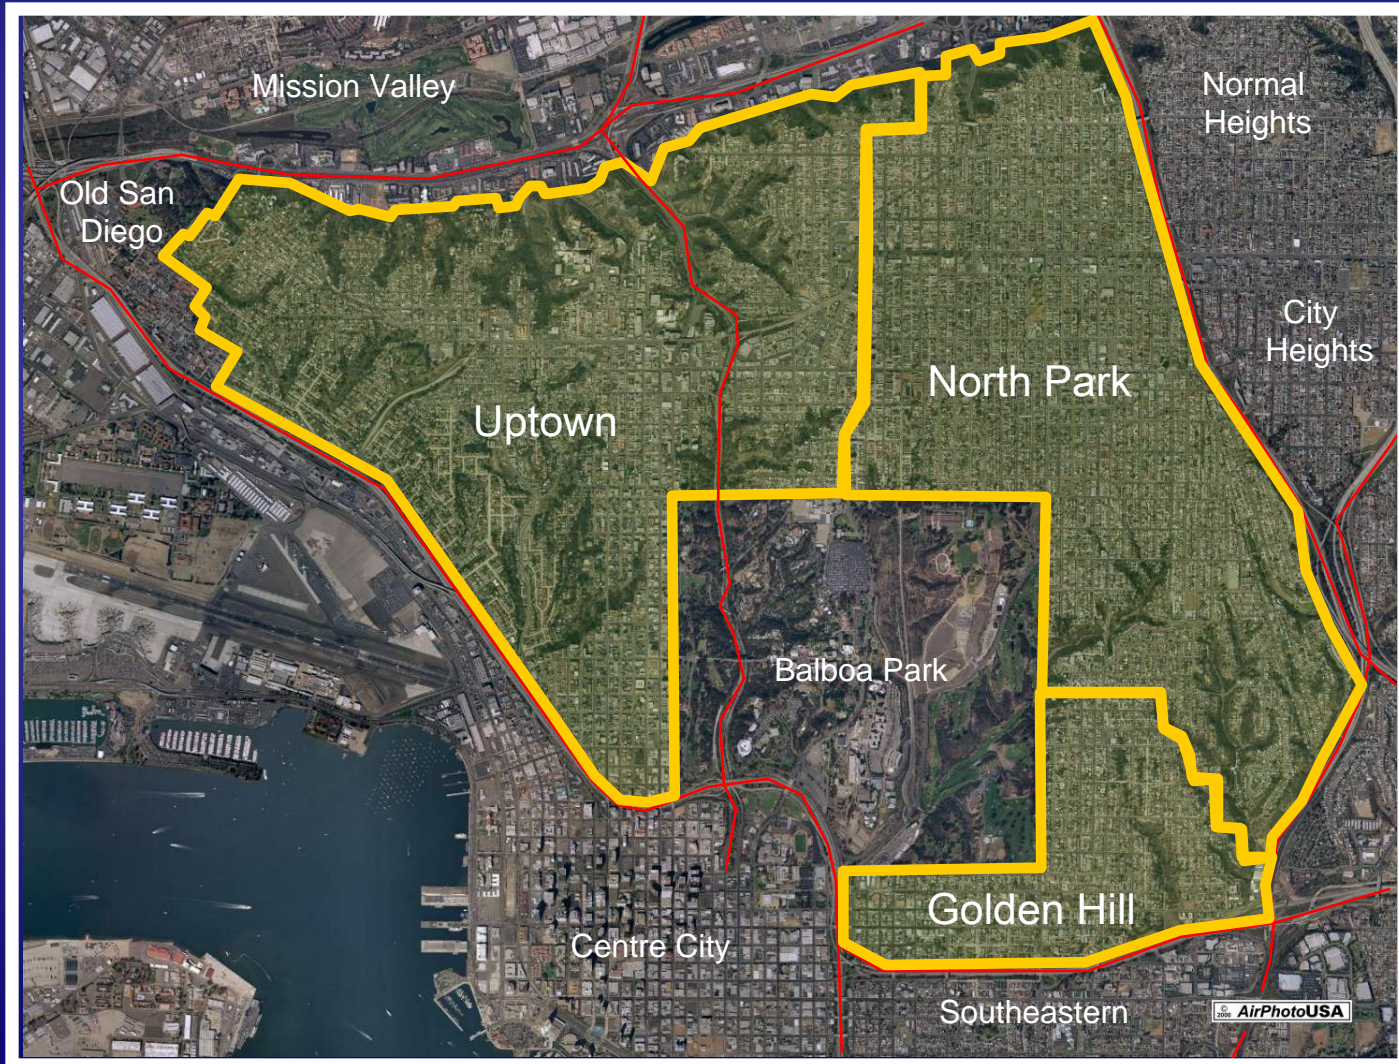 Mission Valley
Normal
Heights
Old San
Diego
City
Heights
North Park
Uptown
Balboa Park
Golden Hill
Centre City
Southeastern
© 2000 AirPhotoUSA